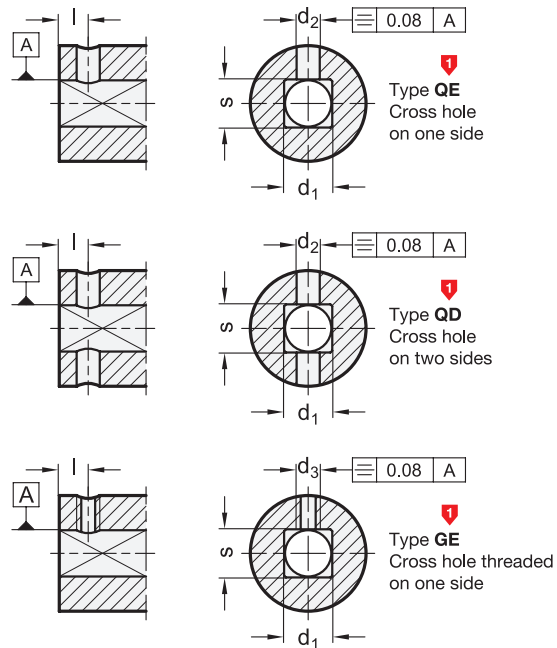 l
A
d2
0.08 A
s
d1
1
Type QE
Cross hole
on one side
l
A
d2
0.08 A
s
d1
1
Type QD
Cross hole
on two sides
l
A
d3
0.08 A
s
d1
1
Type GE
Cross hole threaded
on one side